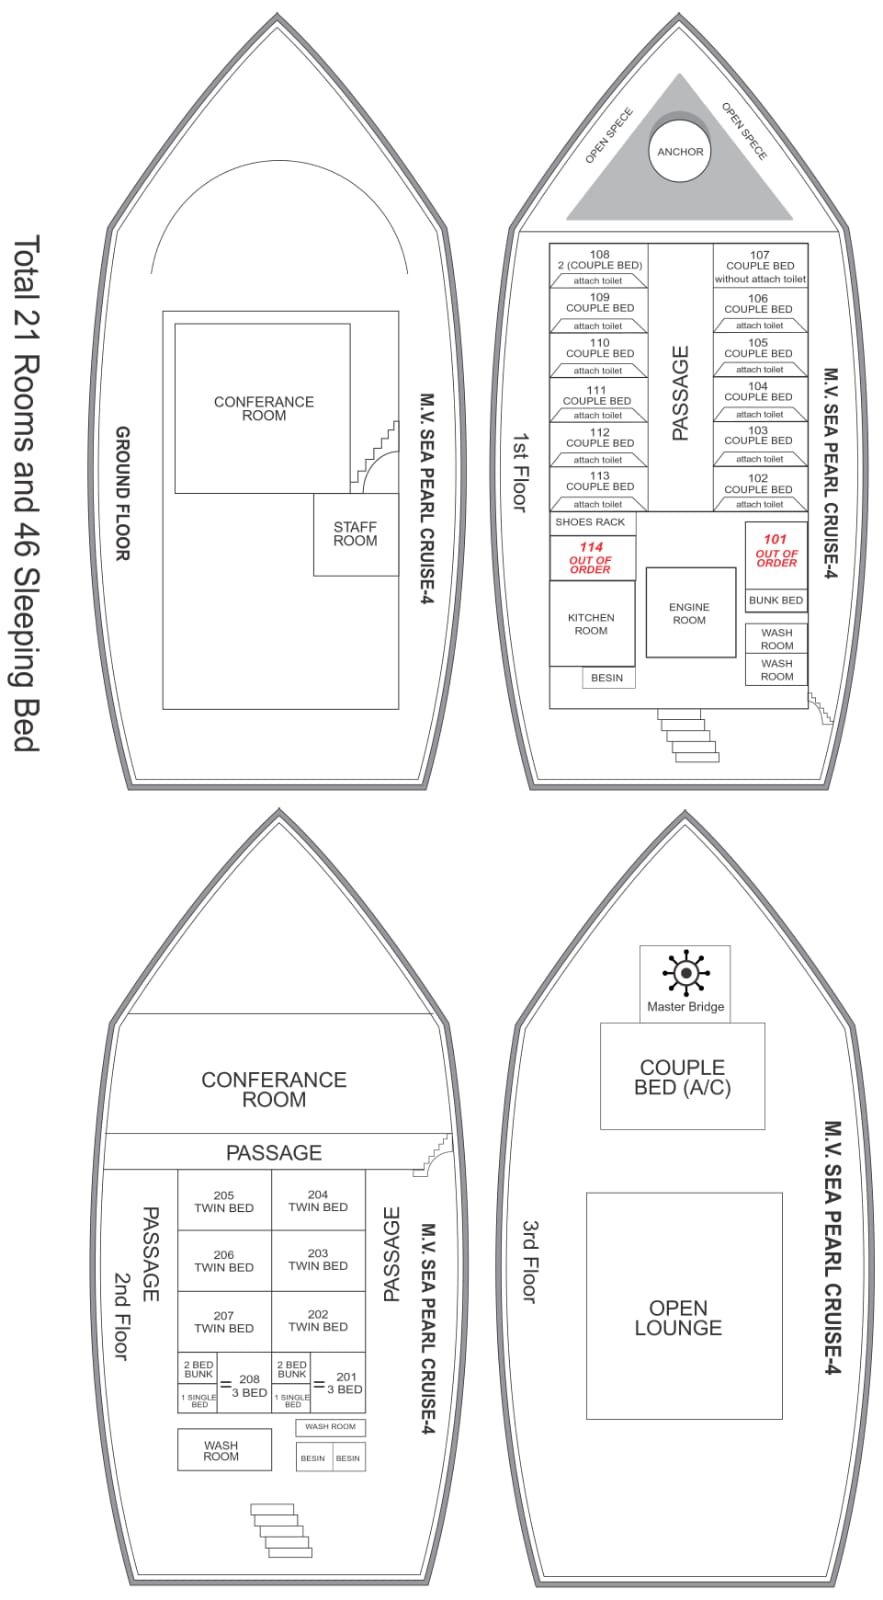 Total 21 Rooms and 46 Sleeping Bed
CONFERANCE
ROOM
STAFF
ROOM
GROUND FLOOR
M.V. SEA PEARL CRUISE-4
OPEN SPECE
OPEN SPECE
ANCHOR
108
2 (COUPLE BED)
attach toilet
109
COUPLE BED
attach toilet
110
COUPLE BED
attach toilet
111
COUPLE BED
attach toilet
112
COUPLE BED
attach toilet
113
COUPLE BED
attach toilet
SHOES RACK
114
OUT OF
ORDER
KITCHEN
ROOM
BESIN
PASSAGE
ENGINE
ROOM
107
COUPLE BED
without attach toilet
106
COUPLE BED
attach toilet
105
COUPLE BED
attach toilet
104
COUPLE BED
attach toilet
103
COUPLE BED
attach toilet
102
COUPLE BED
attach toilet
101
OUT OF
ORDER
BUNK BED
WASH
ROOM
WASH
ROOM
1st Floor
M.V. SEA PEARL CRUISE-4
CONFERANCE
ROOM
PASSAGE
PASSAGE
2nd Floor
205
TWIN BED
204
TWIN BED
206
TWIN BED
203
TWIN BED
207
TWIN BED
202
TWIN BED
2 BED
BUNK
1 SINGLE
BED
= 208
3 BED
2 BED
BUNK
1 SINGLE
BED
= 201
3 BED
WASH
ROOM
WASH ROOM
BESIN
BESIN
PASSAGE
M.V. SEA PEARL CRUISE-4
Master Bridge
COUPLE
BED (A/C)
OPEN
LOUNGE
3rd Floor
M.V. SEA PEARL CRUISE-4